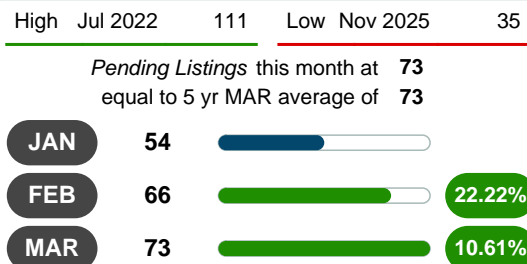 High Jul 2022 111 Low Nov 2025 35
Pending Listings this month at 73
equal to 5 yr MAR average of 73
JAN 54
FEB 66 22.22%
MAR 73 10.61%